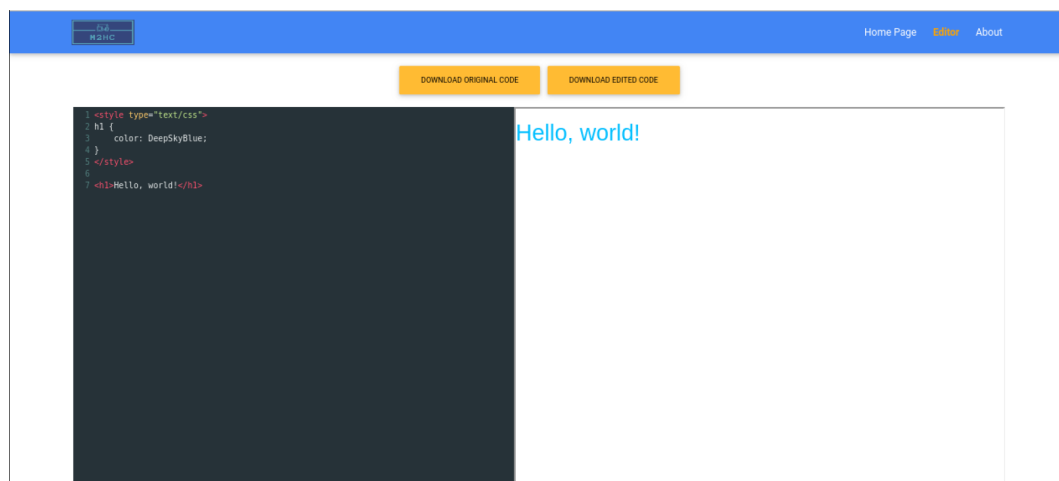 M2HC
Home Page Editor About
DOWNLOAD ORIGINAL CODE DOWNLOAD EDITED CODE
1 <style type="text/css">
2 h1 {
3     color: DeepSkyBlue;
4 }
5 </style>
6
7 <h1>Hello, world!</h1>
Hello, world!